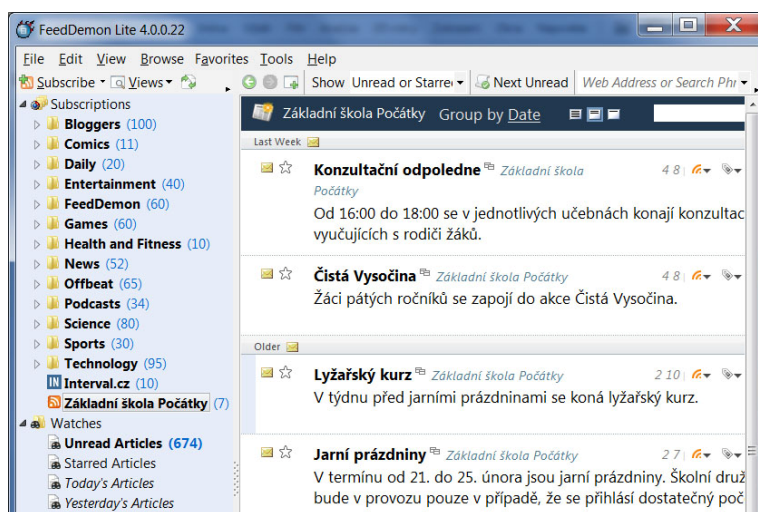 FeedDemon Lite 4.0.0.22
File Edit View Browse Favorites Tools Help
Subscribe Views Show Unread or Starre Next Unread Web Address or Search Phr
Subscriptions
Bloggers (100)
Comics (11)
Daily (20)
Entertainment (40)
FeedDemon (60)
Games (60)
Health and Fitness (10)
News (52)
Offbeat (65)
Podcasts (34)
Science (80)
Sports (30)
Technology (95)
IN Interval.cz (10)
Základní škola Počátky (7)
Watches
Unread Articles (674)
Starred Articles
Today's Articles
Yesterday's Articles
Základní škola Počátky Group by Date
Last Week
Konzultační odpoledne Základní škola 4 8
Počátky
Od 16:00 do 18:00 se v jednotlivých učebnách konají konzultac
vyučujících s rodiči žáků.
Čistá Vysočina Základní škola Počátky 4 8
Žáci pátých ročníků se zapojí do akce Čistá Vysočina.
Older
Lyžařský kurz Základní škola Počátky 2 10
V týdnu před jarními prázdninami se koná lyžařský kurz.
Jarní prázdniny Základní škola Počátky 2 7
V termínu od 21. do 25. února jsou jarní prázdniny. Školní druž
bude v provozu pouze v případě, že se přihlásí dostatečný poč